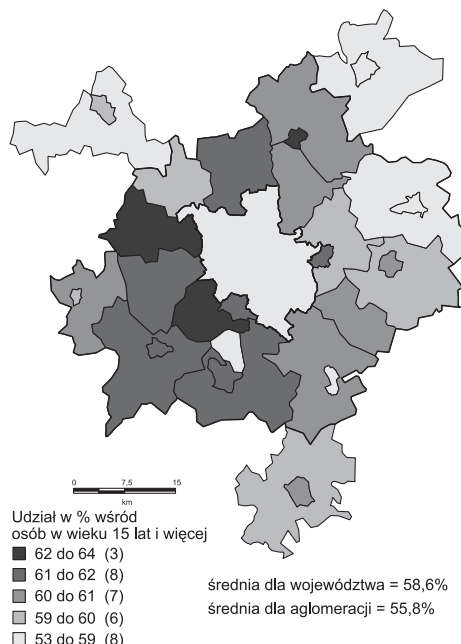 0 7,5 15
km
Udział w % wśród
osób w wieku 15 lat i więcej
62 do 64 (3)
61 do 62 (8)
60 do 61 (7)
59 do 60 (6)
53 do 59 (8)
średnia dla województwa = 58,6%
średnia dla aglomeracji = 55,8%